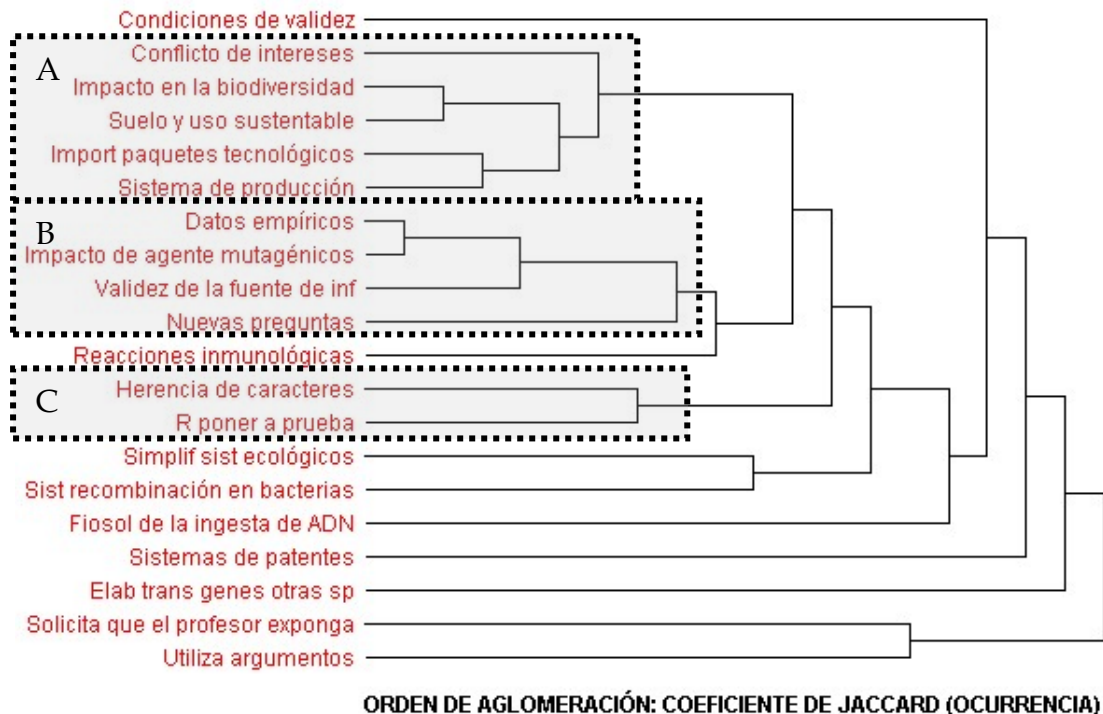 Condiciones de validez
A
Conflicto de intereses
Impacto en la biodiversidad
Suelo y uso sustentable
Import paquetes tecnológicos
Sistema de producción
B
Datos empíricos
Impacto de agente mutagénicos
Validez de la fuente de inf
Nuevas preguntas
Reacciones inmunológicas
C
Herencia de caracteres
R poner a prueba
Simplif sist ecológicos
Sist recombinación en bacterias
Fiosol de la ingesta de ADN
Sistemas de patentes
Elab trans genes otras sp
Solicita que el profesor exponga
Utiliza argumentos
ORDEN DE AGLOMERACIÓN: COEFICIENTE DE JACCARD (OCURRENCIA)